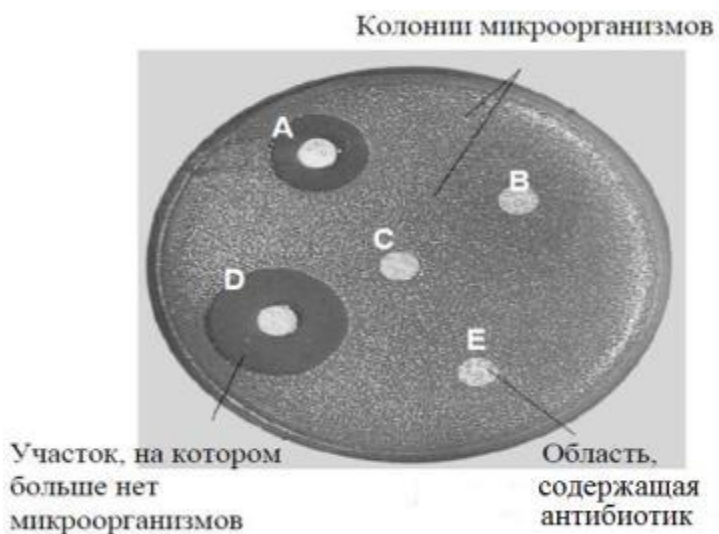 Колонии микроорганизмов
A
B
C
D
E
Участок, на котором
больше нет
микроорганизмов
Область,
содержащая
антибиотик